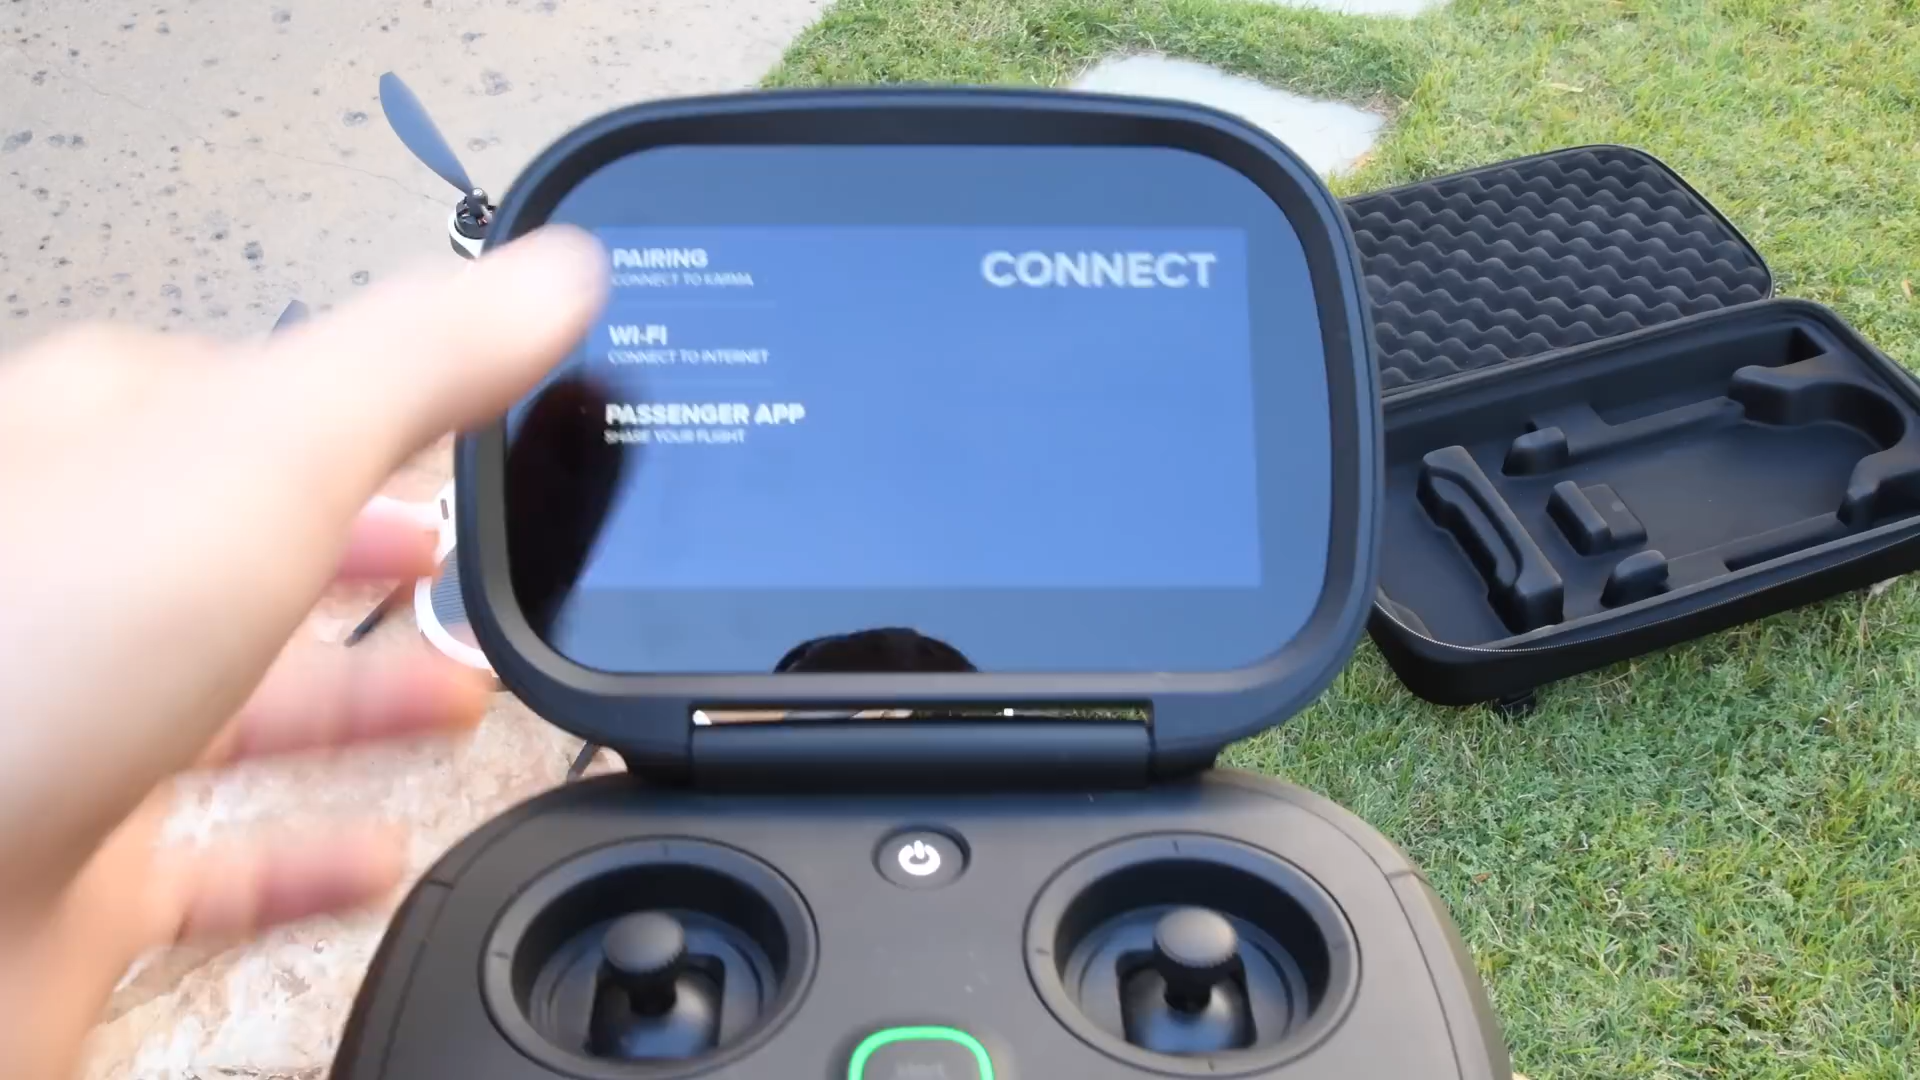 PAIRING
CONNECT TO KARMA
CONNECT
WI-FI
CONNECT TO INTERNET
PASSENGER APP
SHARE YOUR FLIGHT